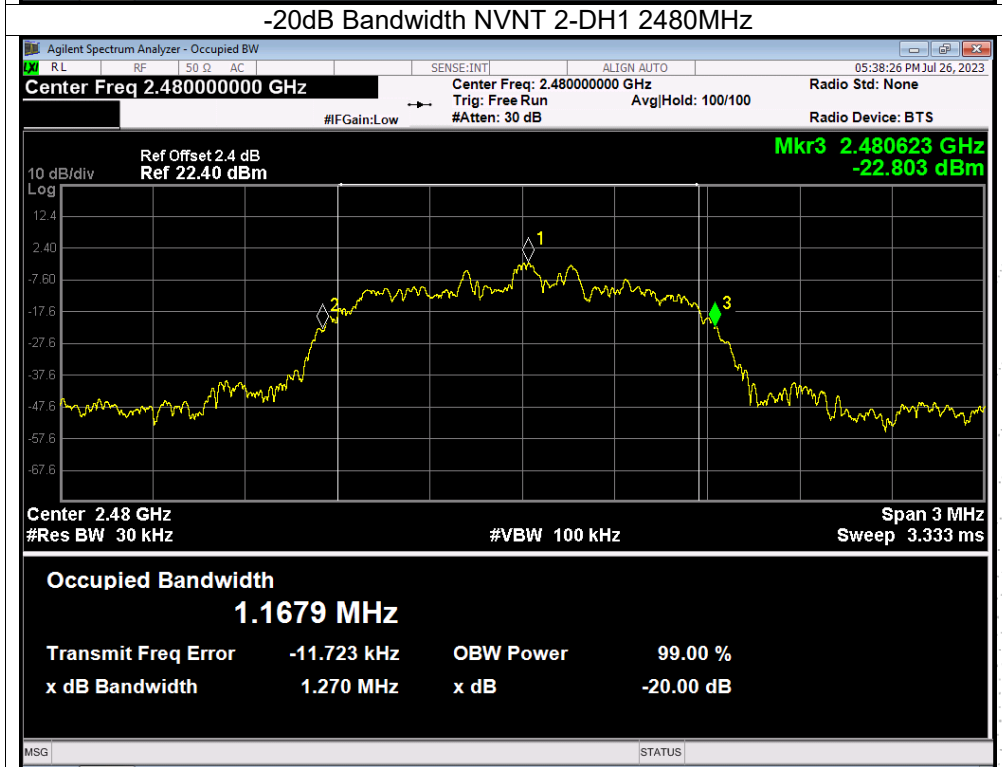 -20dB Bandwidth NVNT 2-DH1 2480MHz
Agilent Spectrum Analyzer - Occupied BW
LXI RL RF 50 Ω AC SENSE:INT ALIGN AUTO 05:38:26 PM Jul 26, 2023
Center Freq 2.480000000 GHz Center Freq: 2.480000000 GHz Radio Std: None
Trig: Free Run Avg|Hold: 100/100
#IFGain:Low #Atten: 30 dB Radio Device: BTS
Mkr3 2.480623 GHz
-22.803 dBm
Ref Offset 2.4 dB
10 dB/div Ref 22.40 dBm
Log
12.4
2.40
-7.60
-17.6
-27.6
-37.6
-47.6
-57.6
-67.6
1
2
3
Center 2.48 GHz Span 3 MHz
#Res BW 30 kHz #VBW 100 kHz Sweep 3.333 ms
Occupied Bandwidth
1.1679 MHz
Transmit Freq Error -11.723 kHz OBW Power 99.00 %
x dB Bandwidth 1.270 MHz x dB -20.00 dB
MSG STATUS